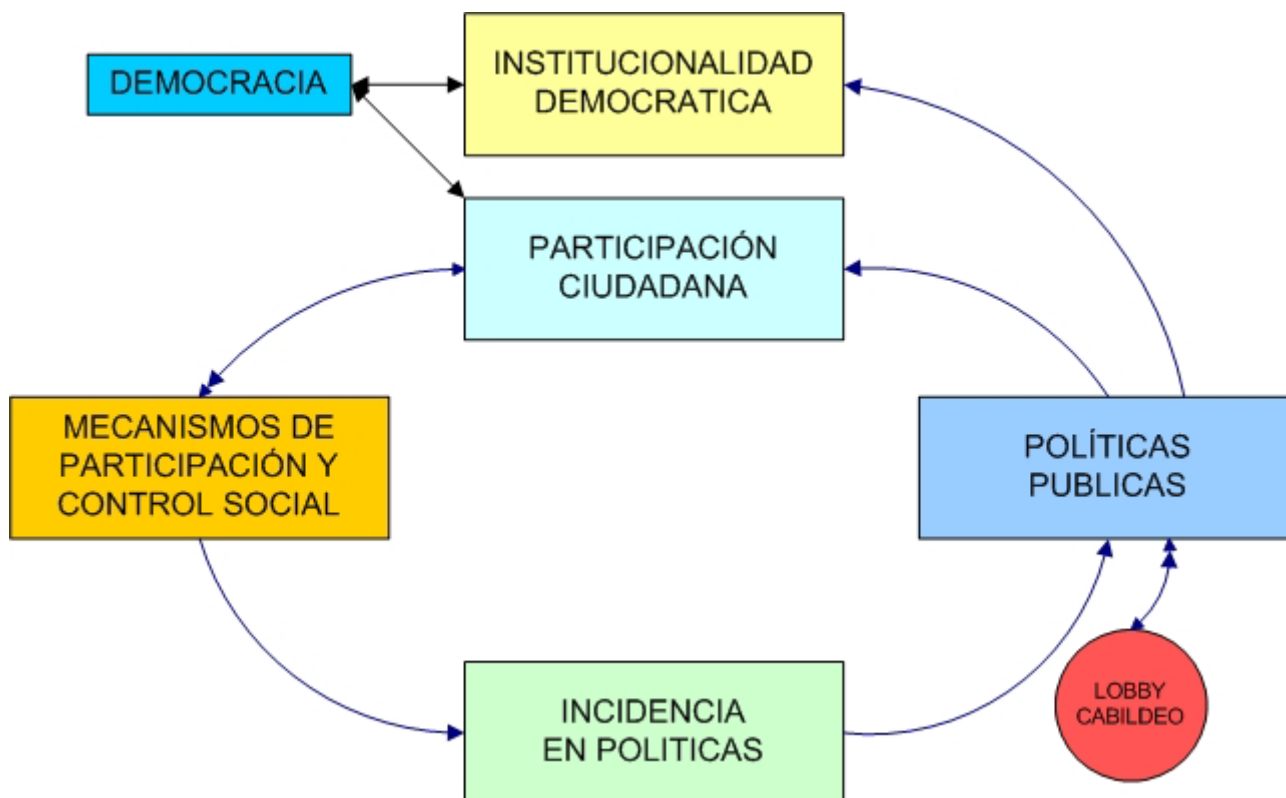 DEMOCRACIA
INSTITUCIONALIDAD
DEMOCRATICA
PARTICIPACIÓN
CIUDADANA
MECANISMOS DE
PARTICIPACIÓN Y
CONTROL SOCIAL
POLÍTICAS
PUBLICAS
INCIDENCIA
EN POLITICAS
LOBBY
CABILDEO